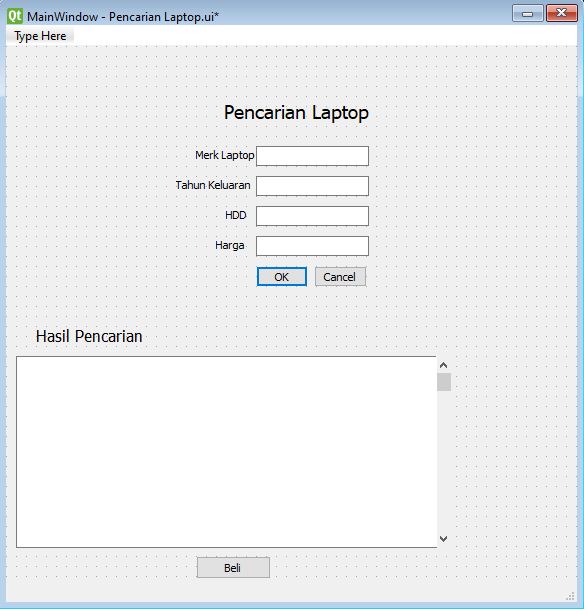 Qt MainWindow - Pencarian Laptop.ui*
Type Here
Pencarian Laptop
Merk Laptop
Tahun Keluaran
HDD
Harga
OK Cancel
Hasil Pencarian
Beli